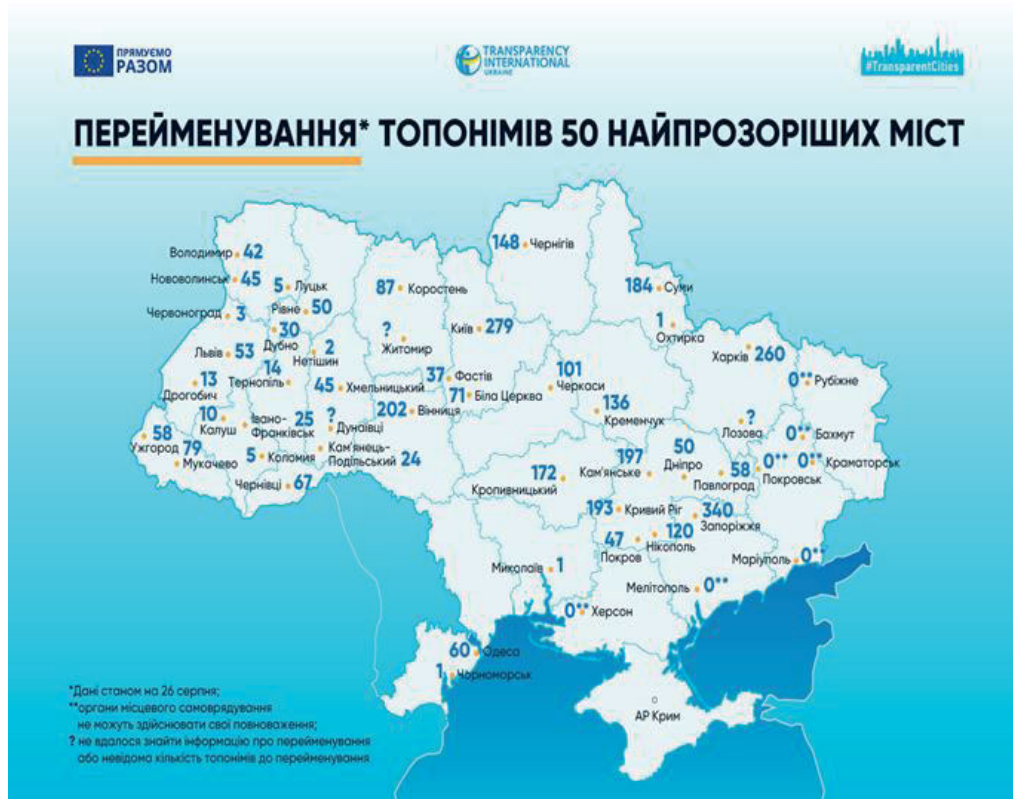 ПРЯМУЄМО
РАЗОМ
TRANSPARENCY
INTERNATIONAL
UKRAINE
#TransparentCities
ПЕРЕЙМЕНУВАННЯ* ТОПОНІМІВ 50 НАЙПРОЗОРІШИХ МІСТ
148 Чернігів
Володимир 42
Нововолинськ 45
5 Луцьк
87 Коростень
184 Суми
Червоноград 3
Рівне 50
30
Дубно
?
Житомир
Київ 279
1
Охтирка
Львів 53
2
Нетішин
Харків 260
13
Дрогобич
14
Тернопіль
45 Хмельницький
37 Фастів
71 Біла Церква
101
Черкаси
0** Рубіжне
10
Калуш
Івано-
Франківськ 25
?
Дунаївці
202 Вінниця
136
Кременчук
?
Лозова
0** Бахмут
58
Ужгород
79
Мукачево
5 Коломия
Кам'янець-
Подільський 24
Чернівці 67
172
Кропивницький
197
Кам'янське
50
Дніпро
58
Павлоград
0**
Покровськ
0** Краматорськ
193 Кривий Ріг
340
Запоріжжя
47
Покров
120
Нікополь
Миколаїв 1
Маріуполь 0**
Мелітополь 0**
0** Херсон
60 Одеса
1 Чорноморськ
АР Крим
*Дані станом на 26 серпня;
**органи місцевого самоврядування
не можуть здійснювати свої повноваження;
? не вдалося знайти інформацію про перейменування
або невідома кількість топонімів до перейменування